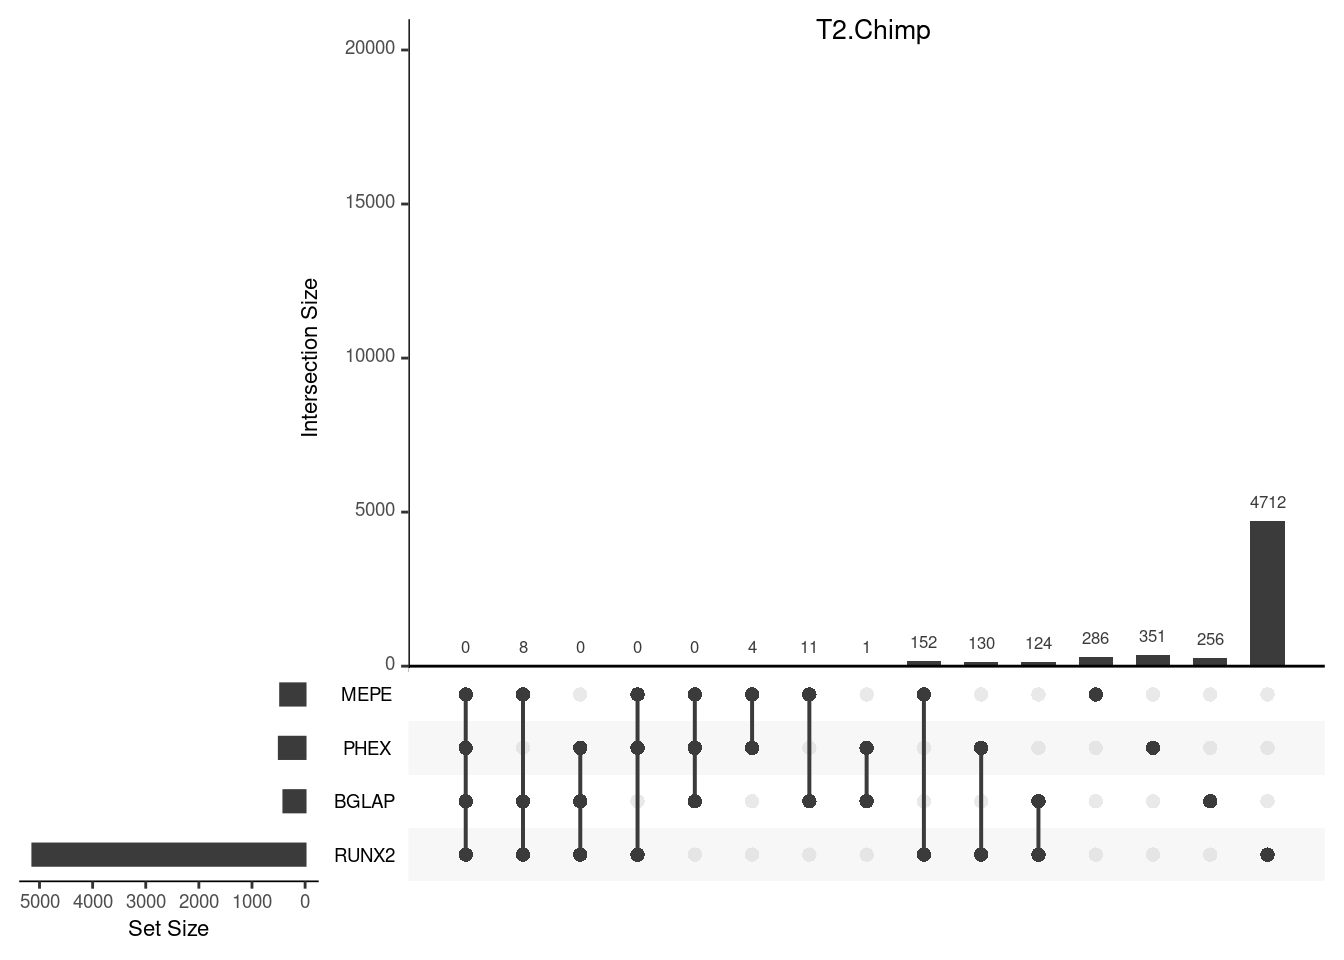 T2.Chimp
20000
15000
10000
5000
0
Intersection Size
0 8 0 0 0 4 11 1 152 130 124 286 351 256 4712
MEPE
PHEX
BGLAP
RUNX2
5000 4000 3000 2000 1000 0
Set Size